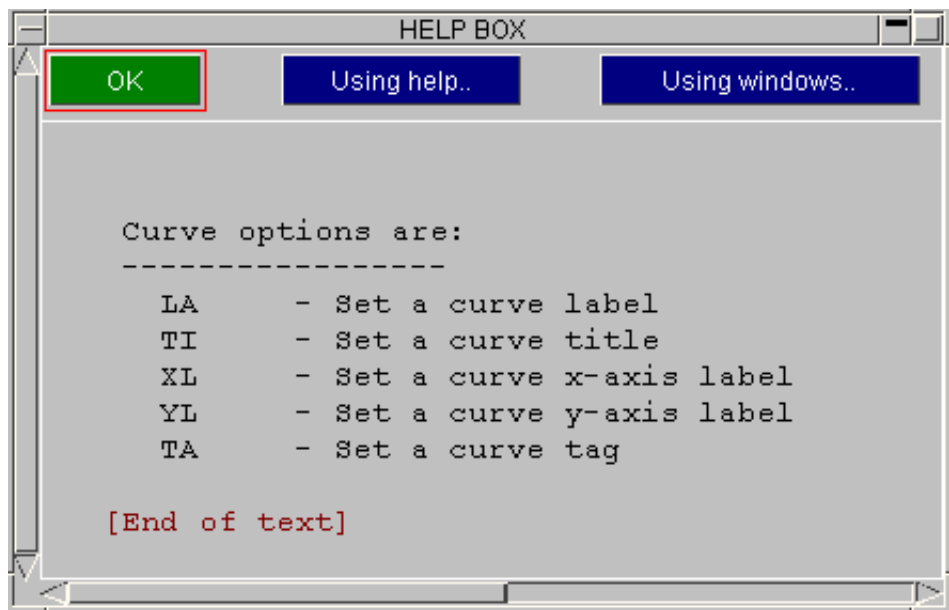 HELP BOX
OK Using help.. Using windows..
Curve options are:
-----------------
LA - Set a curve label
TI - Set a curve title
XL - Set a curve x-axis label
YL - Set a curve y-axis label
TA - Set a curve tag
[End of text]